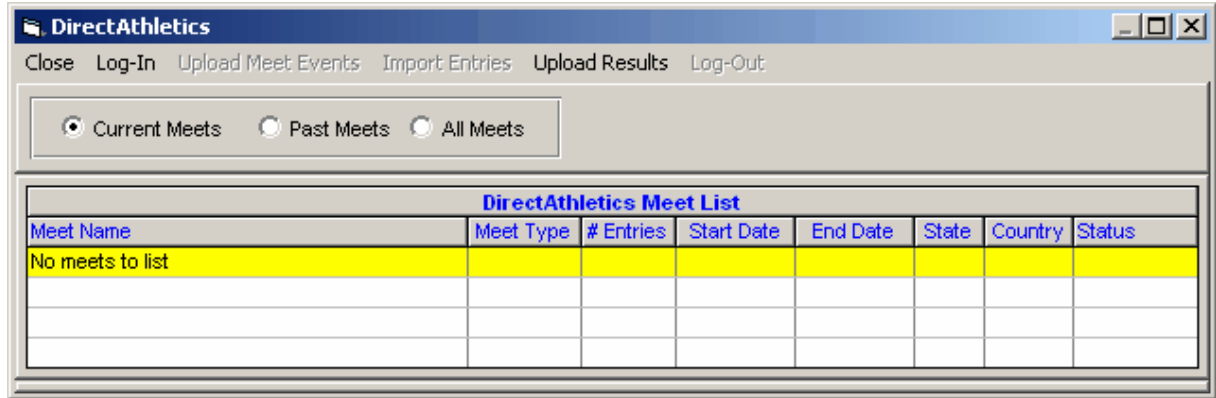 DirectAthletics
Close Log-In Upload Meet Events Import Entries Upload Results Log-Out
Current Meets Past Meets All Meets
DirectAthletics Meet List
Meet Name Meet Type # Entries Start Date End Date State Country Status
No meets to list